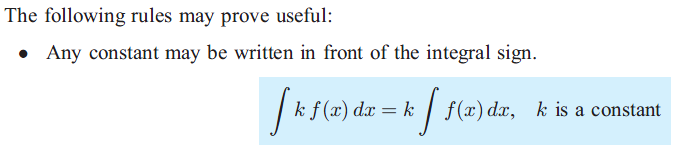 The following rules may prove useful:
• Any constant may be written in front of the integral sign.
∫ k f(x) dx = k ∫ f(x) dx, k is a constant